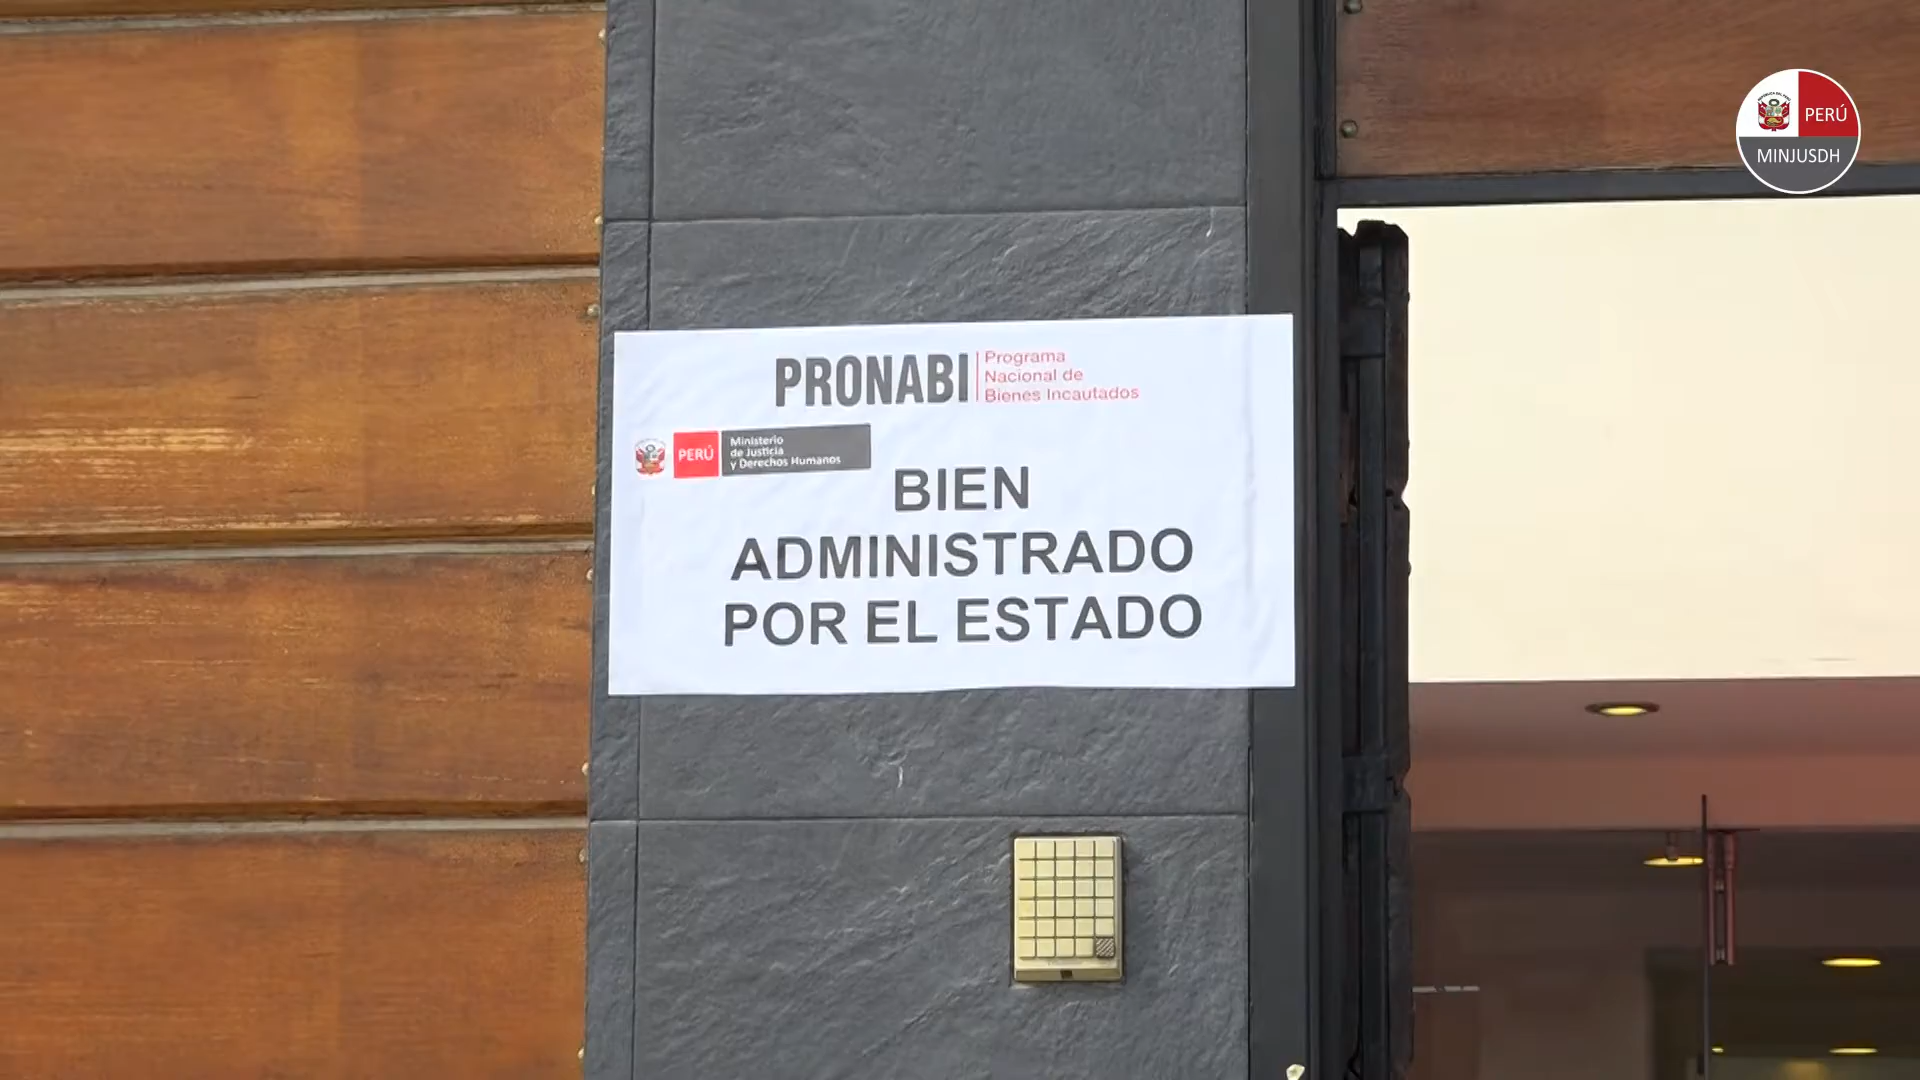 PERÚ
MINJUSDH
PRONABI
Programa
Nacional de
Bienes Incautados
PERÚ
Ministerio
de Justicia
y Derechos Humanos
BIEN
ADMINISTRADO
POR EL ESTADO